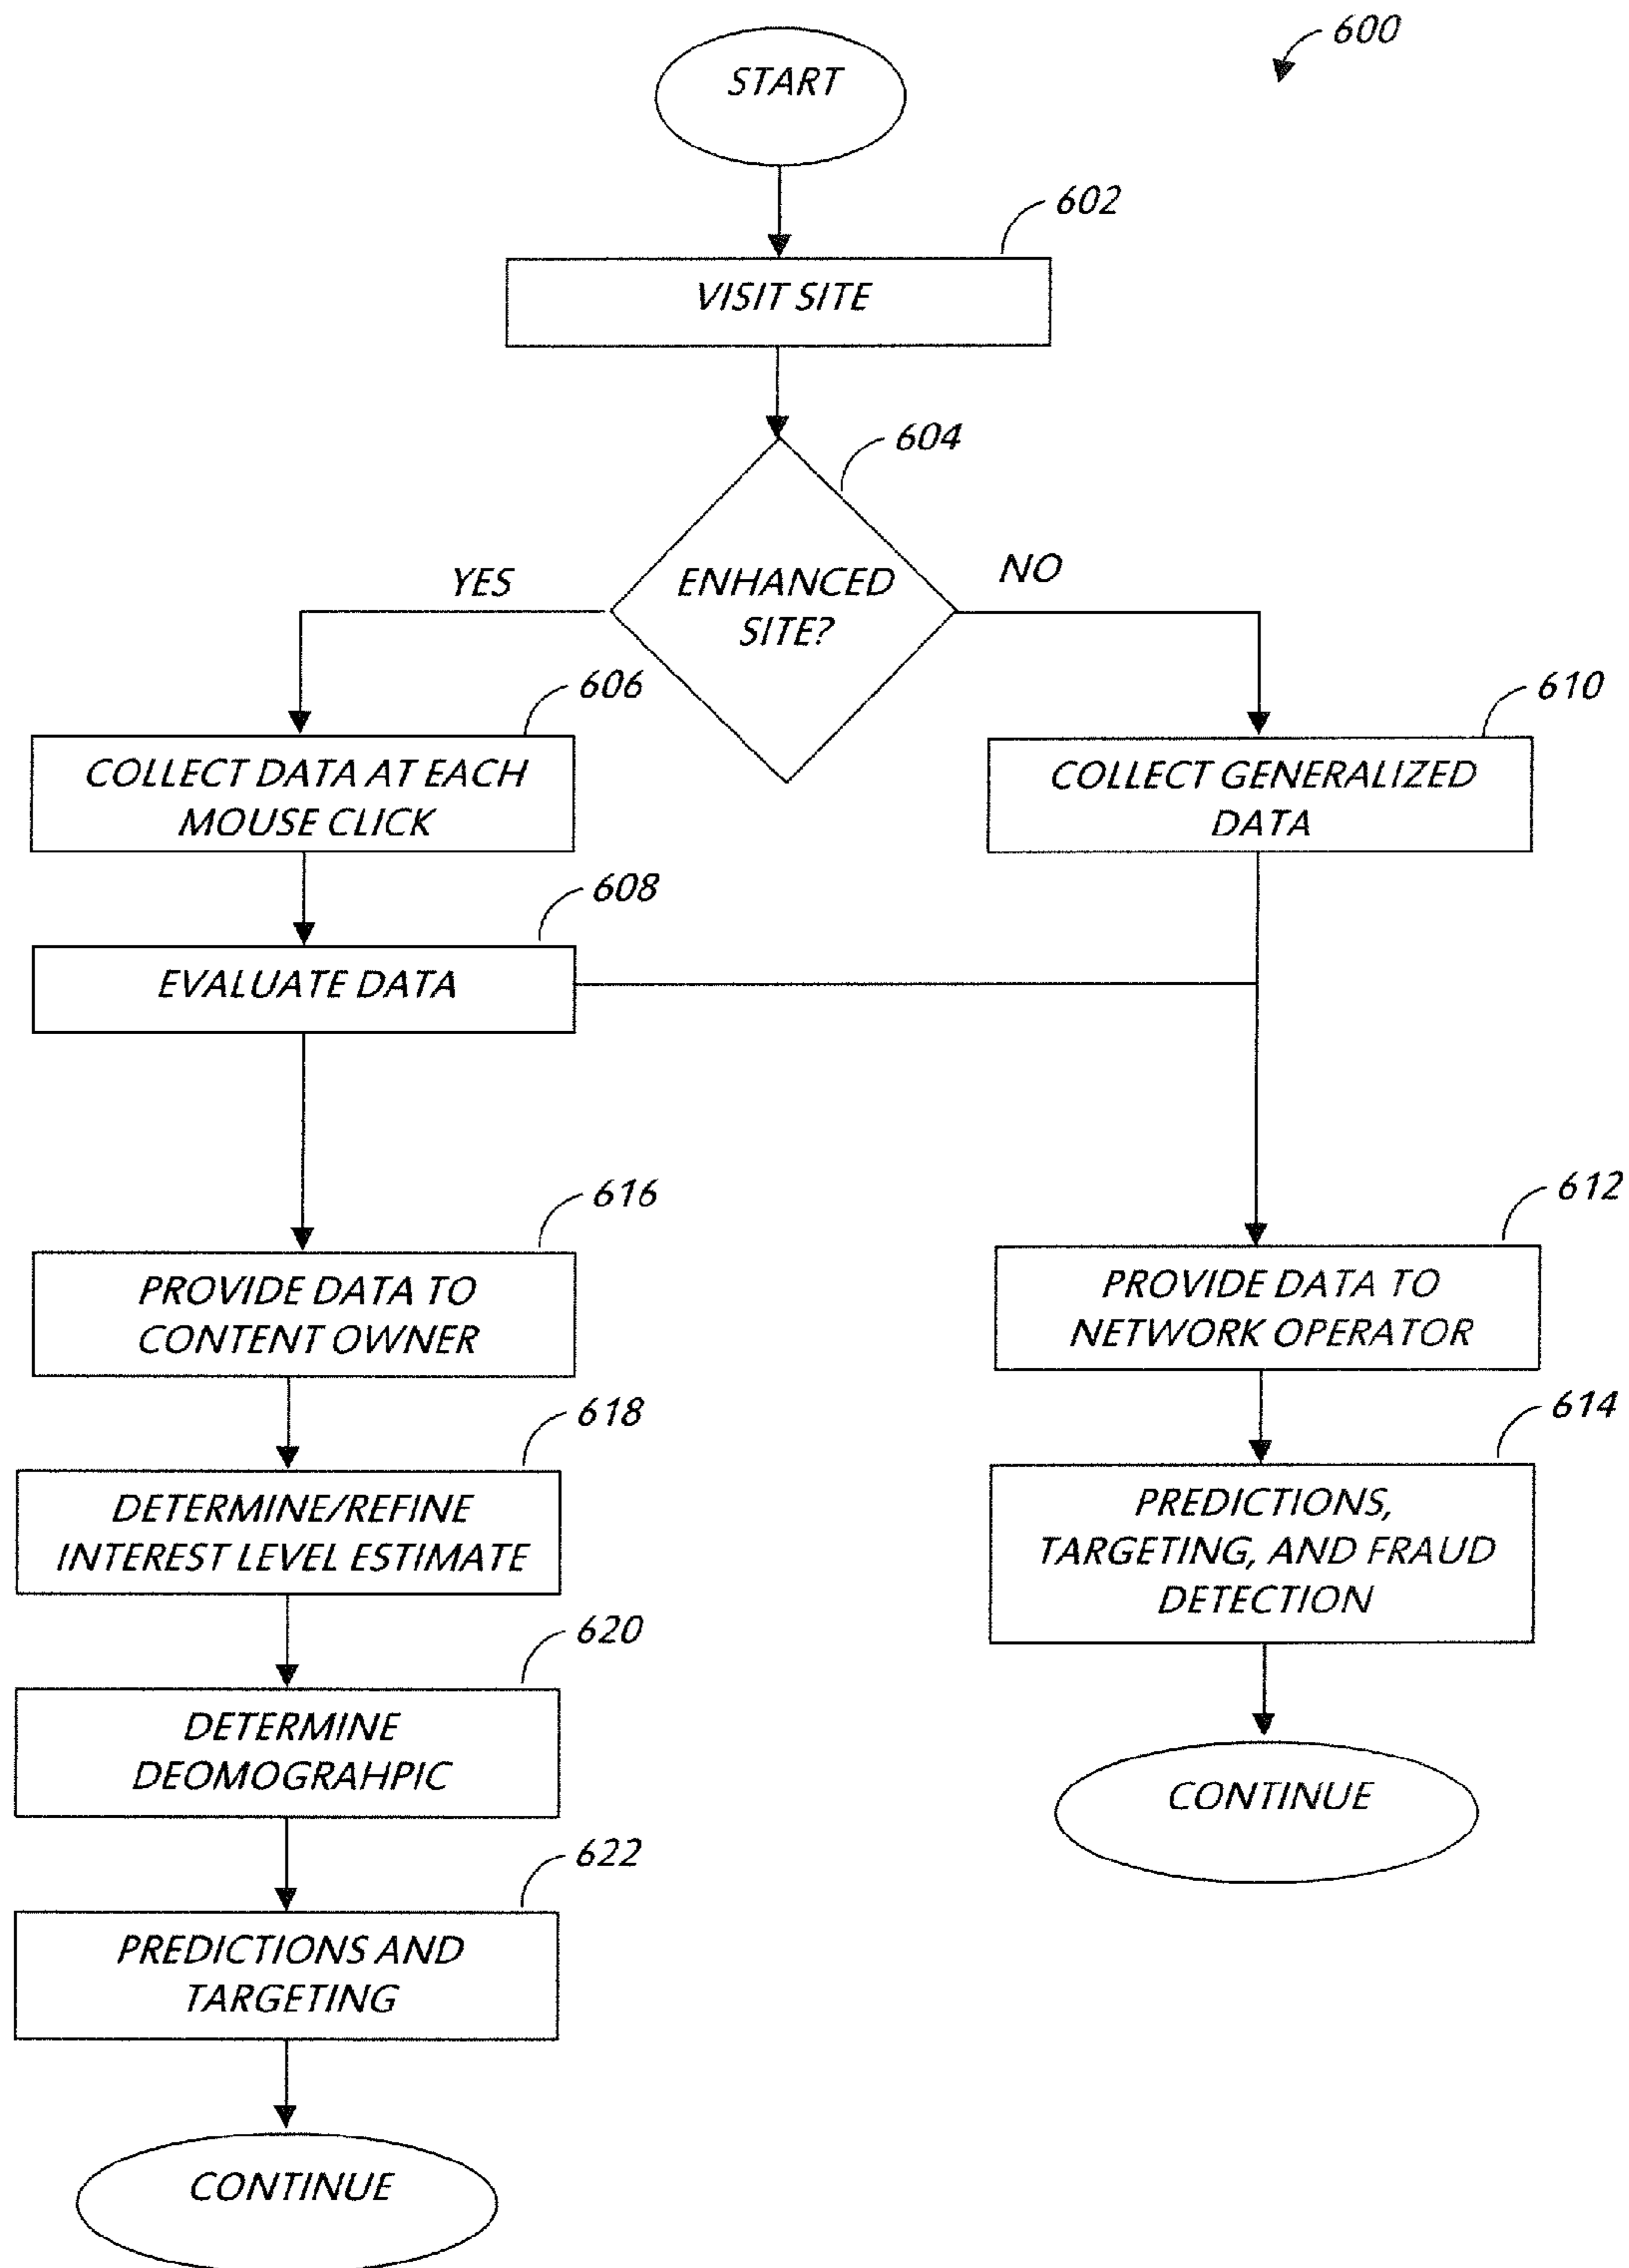 600
START
602
VISIT SITE
604
ENHANCED
SITE?
YES
NO
606
COLLECT DATA AT EACH
MOUSE CLICK
610
COLLECT GENERALIZED
DATA
608
EVALUATE DATA
616
PROVIDE DATA TO
CONTENT OWNER
612
PROVIDE DATA TO
NETWORK OPERATOR
618
DETERMINE/REFINE
INTEREST LEVEL ESTIMATE
614
PREDICTIONS,
TARGETING, AND FRAUD
DETECTION
620
DETERMINE
DEOMOGRAHPIC
CONTINUE
622
PREDICTIONS AND
TARGETING
CONTINUE